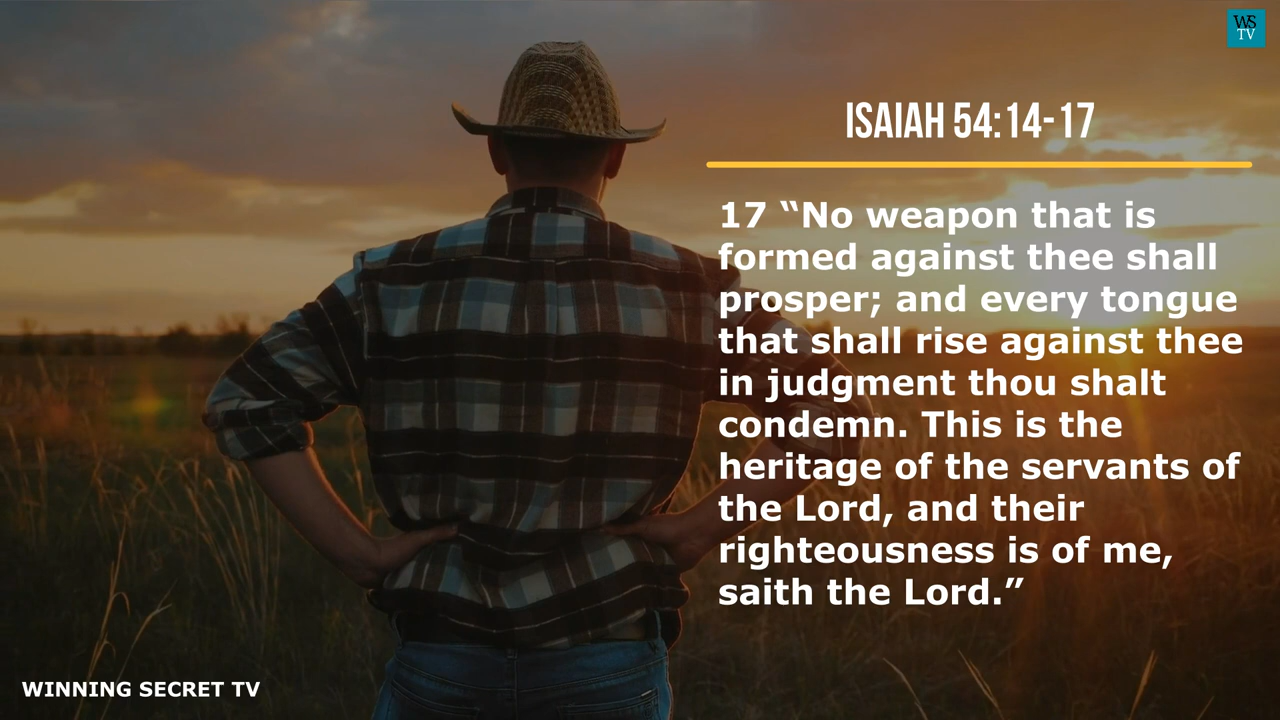 WS
TV
ISAIAH 54:14-17
17 “No weapon that is
formed against thee shall
prosper; and every tongue
that shall rise against thee
in judgment thou shalt
condemn. This is the
heritage of the servants of
the Lord, and their
righteousness is of me,
saith the Lord.”
WINNING SECRET TV